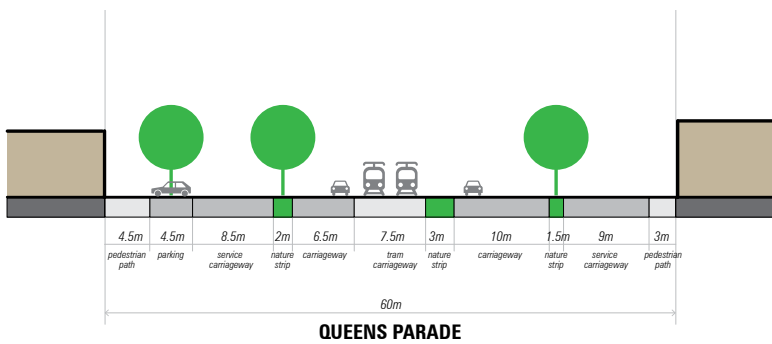 4.5m 4.5m 8.5m 2m 6.5m 7.5m 3m 10m 1.5m 9m 3m
pedestrian path
parking
service carriageway
nature strip
carriageway
tram carriageway
nature strip
carriageway
nature strip
service carriageway
pedestrian path
60m
QUEENS PARADE